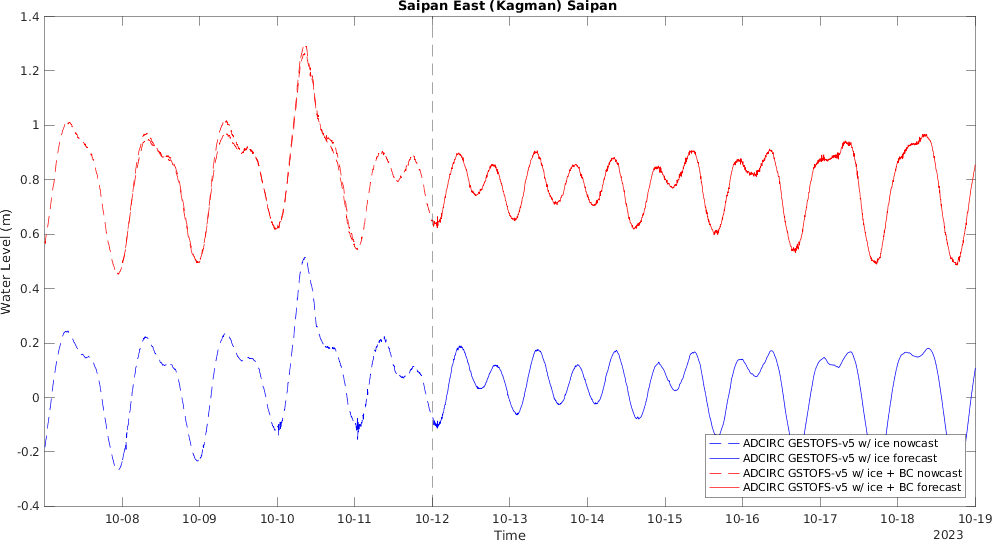 Saipan East (Kagman) Saipan
1.4
1.2
1
0.8
0.6
0.4
0.2
0
-0.2
-0.4
Water Level (m)
ADCIRC GESTOFS-v5 w/ ice nowcast
ADCIRC GESTOFS-v5 w/ ice forecast
ADCIRC GSTOFS-v5 w/ ice + BC nowcast
ADCIRC GSTOFS-v5 w/ ice + BC forecast
10-08 10-09 10-10 10-11 10-12 10-13 10-14 10-15 10-16 10-17 10-18 10-19
Time
2023